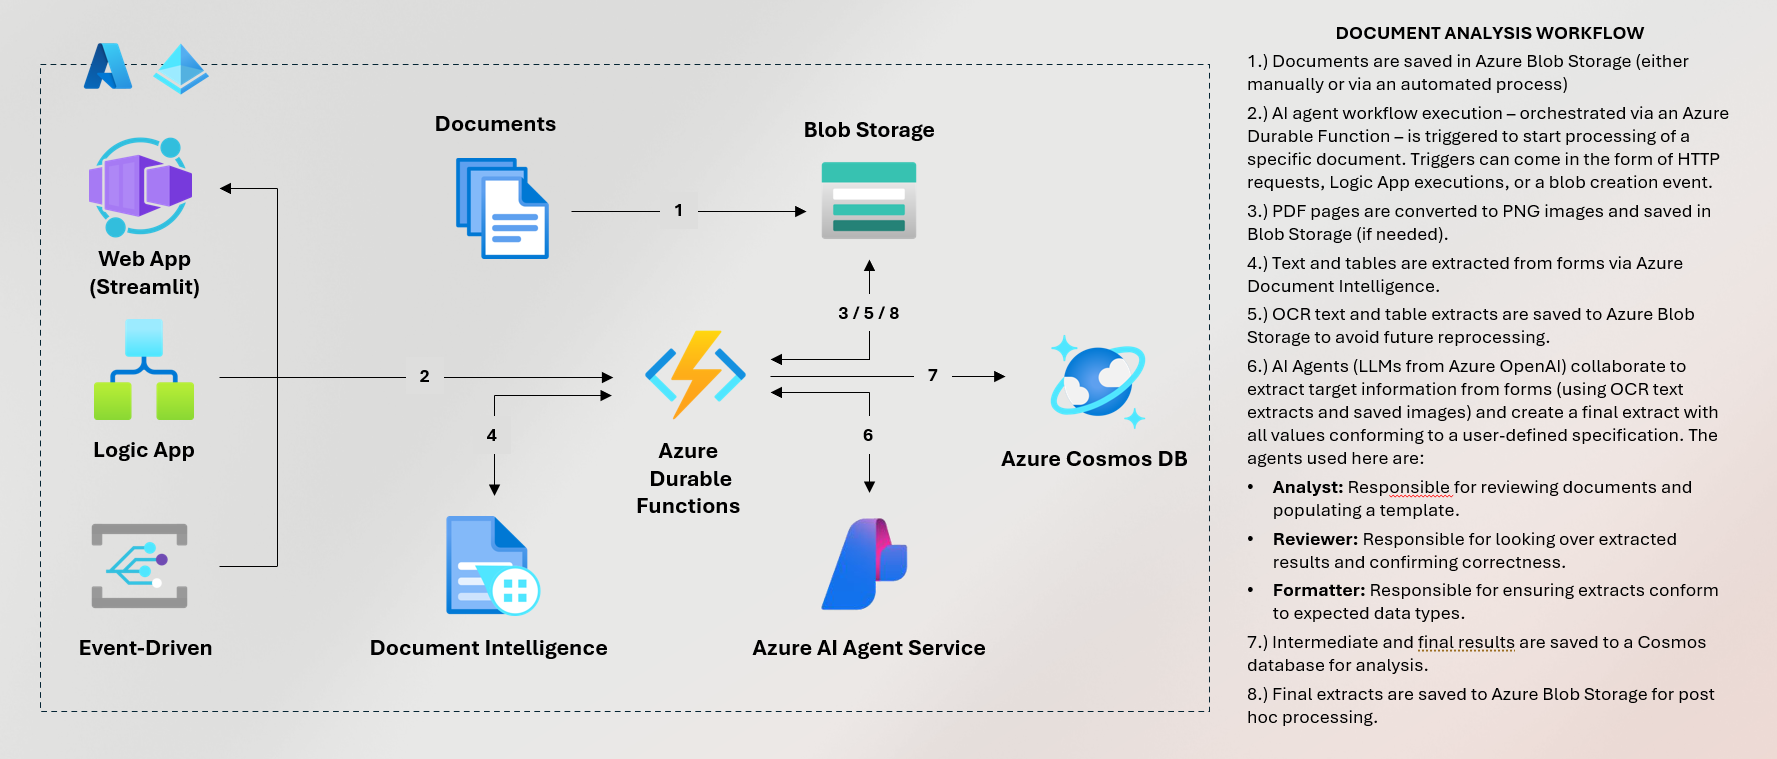 Documents
Blob Storage
1
Web App
(Streamlit)
3 / 5 / 8
2
7
4
6
Logic App
Azure
Durable
Functions
Azure Cosmos DB
Event-Driven
Document Intelligence
Azure AI Agent Service
DOCUMENT ANALYSIS WORKFLOW
1.) Documents are saved in Azure Blob Storage (either
manually or via an automated process)
2.) AI agent workflow execution – orchestrated via an Azure
Durable Function – is triggered to start processing of a
specific document. Triggers can come in the form of HTTP
requests, Logic App executions, or a blob creation event.
3.) PDF pages are converted to PNG images and saved in
Blob Storage (if needed).
4.) Text and tables are extracted from forms via Azure
Document Intelligence.
5.) OCR text and table extracts are saved to Azure Blob
Storage to avoid future reprocessing.
6.) AI Agents (LLMs from Azure OpenAI) collaborate to
extract target information from forms (using OCR text
extracts and saved images) and create a final extract with
all values conforming to a user-defined specification. The
agents used here are:
• Analyst: Responsible for reviewing documents and
populating a template.
• Reviewer: Responsible for looking over extracted
results and confirming correctness.
• Formatter: Responsible for ensuring extracts conform
to expected data types.
7.) Intermediate and final results are saved to a Cosmos
database for analysis.
8.) Final extracts are saved to Azure Blob Storage for post
hoc processing.